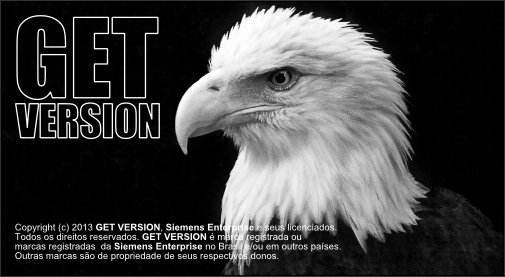 GET
VERSION
Copyright (c) 2013 GET VERSION, Siemens Enterprise e seus licenciados.
Todos os direitos reservados. GET VERSION é marca registrada ou
marcas registradas da Siemens Enterprise no Brasil e/ou em outros países.
Outras marcas são de propriedade de seus respectivos donos.